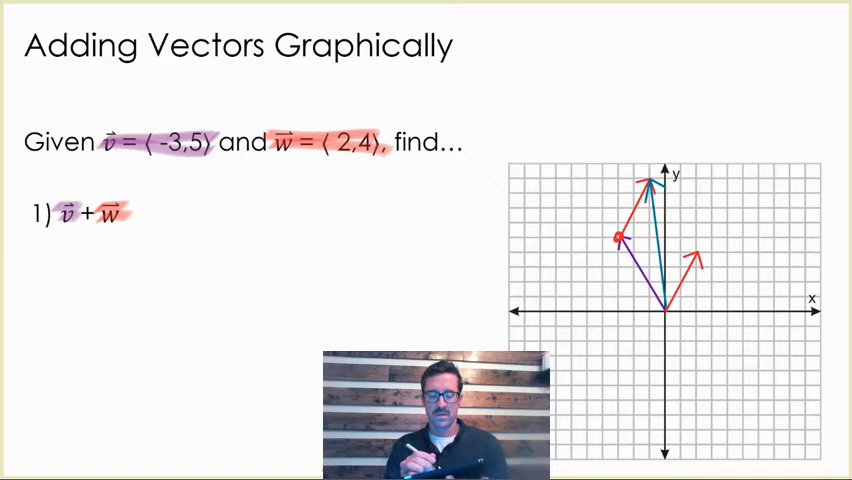 Adding Vectors Graphically
Given v⃗ = ⟨ -3,5⟩ and w⃗ = ⟨ 2,4⟩, find…
1) v⃗ + w⃗
y
x